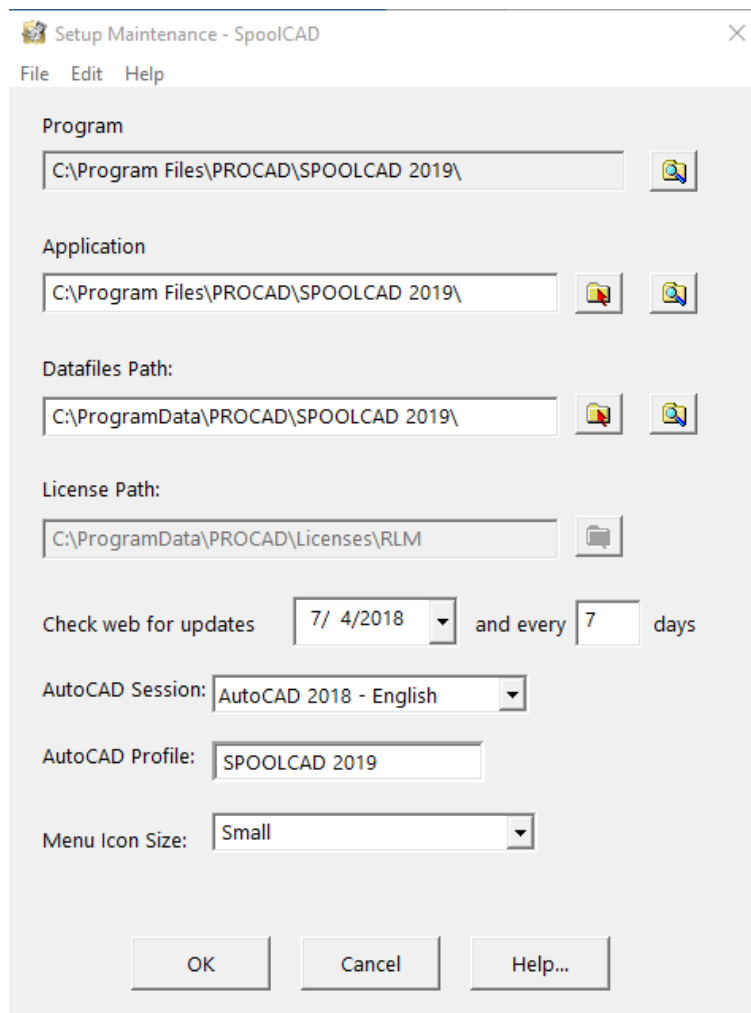 Setup Maintenance - SpoolCAD
File Edit Help
Program
C:\Program Files\PROCAD\SPOOLCAD 2019\
Application
C:\Program Files\PROCAD\SPOOLCAD 2019\
Datafiles Path:
C:\ProgramData\PROCAD\SPOOLCAD 2019\
License Path:
C:\ProgramData\PROCAD\Licenses\RLM
Check web for updates 7/ 4/2018 and every 7 days
AutoCAD Session: AutoCAD 2018 - English
AutoCAD Profile: SPOOLCAD 2019
Menu Icon Size: Small
OK Cancel Help...